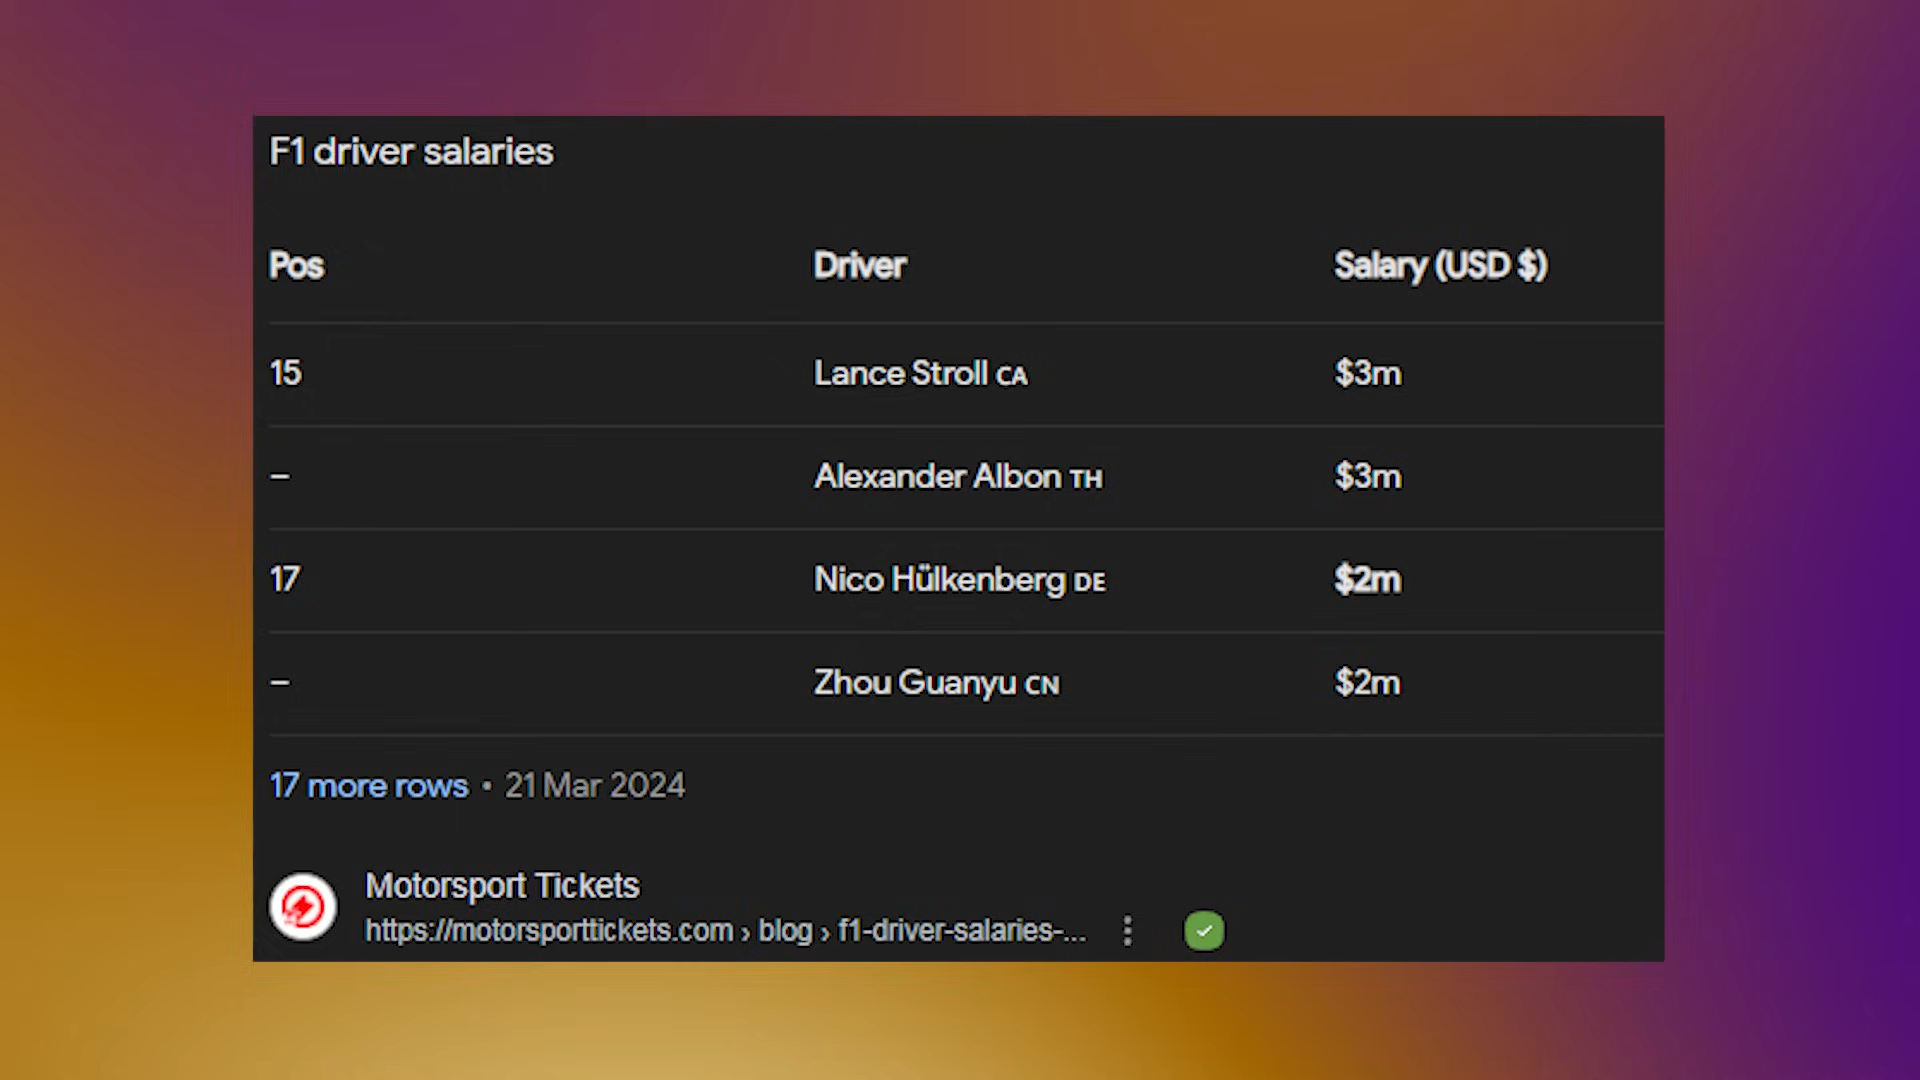 F1 driver salaries
Pos Driver Salary (USD $)
15 Lance Stroll CA $3m
– Alexander Albon TH $3m
17 Nico Hülkenberg DE $2m
– Zhou Guanyu CN $2m
17 more rows • 21 Mar 2024
Motorsport Tickets
https://motorsporttickets.com › blog › f1-driver-salaries-...